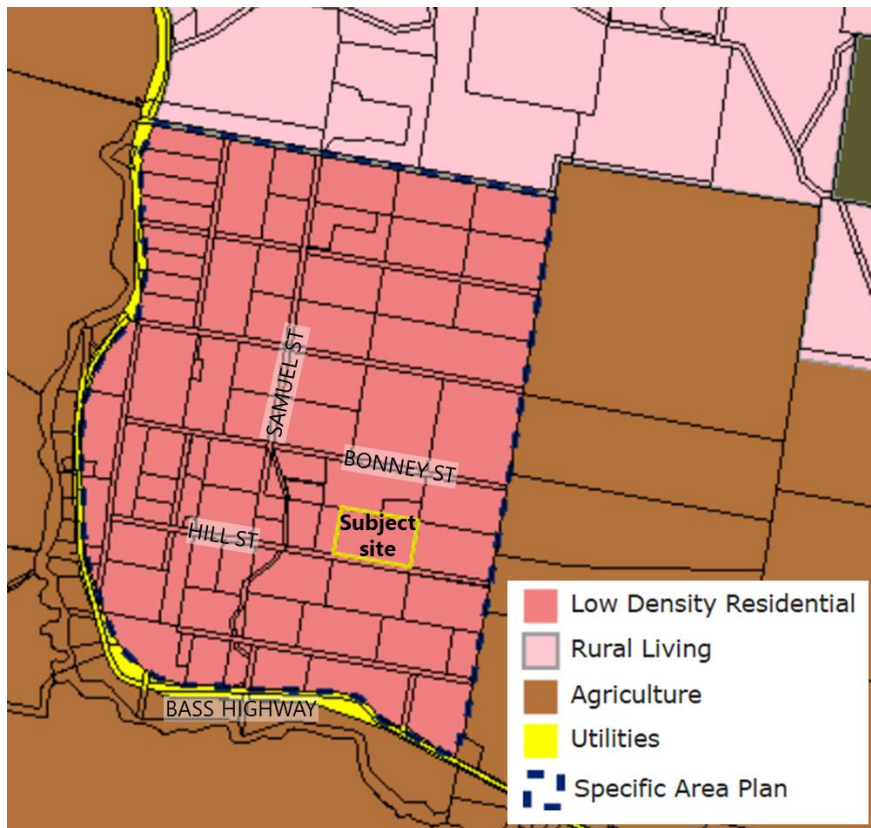 SAMUEL ST
BONNEY ST
Subject
site
HILL ST
BASS HIGHWAY
Low Density Residential
Rural Living
Agriculture
Utilities
Specific Area Plan